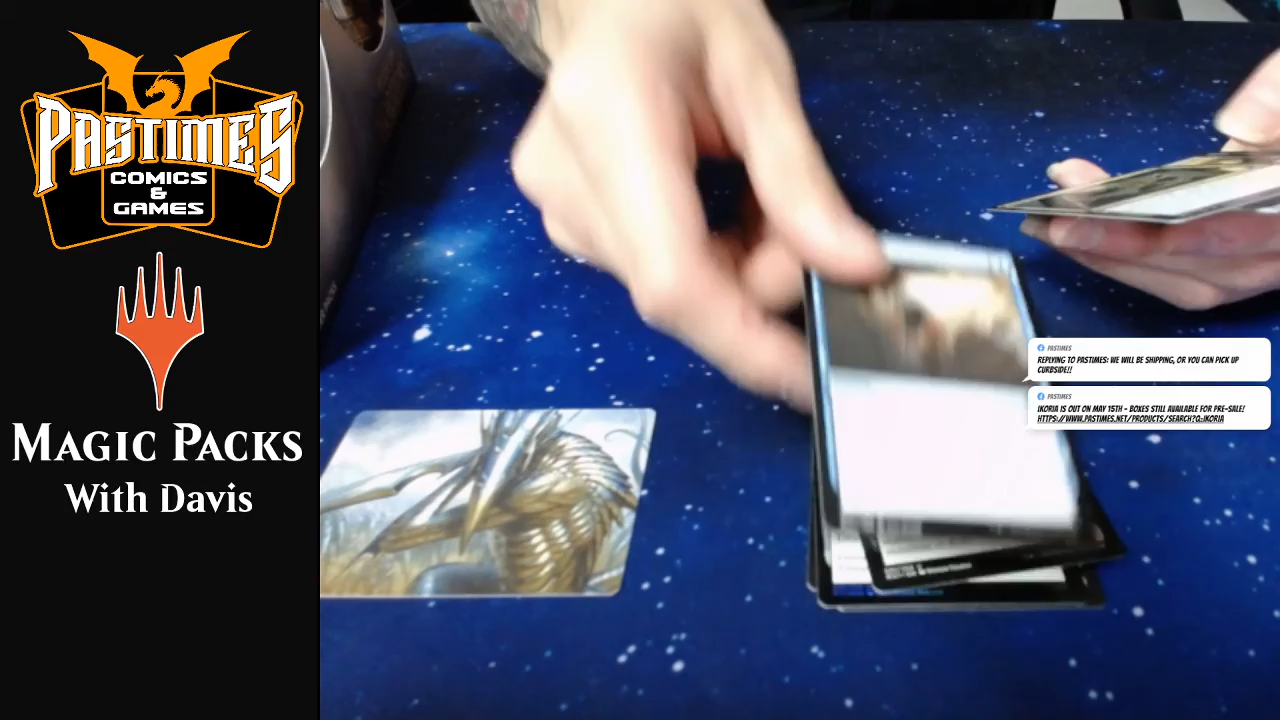 PASTIMES
COMICS
&
GAMES
MAGIC PACKS
WITH DAVIS
PASTIMES
REPLYING TO PASTIMES: WE WILL BE SHIPPING, OR YOU CAN PICK UP
CURBSIDE!!
PASTIMES
IKORIA IS OUT ON MAY 15TH - BOXES STILL AVAILABLE FOR PRE-SALE!
HTTPS://WWW.PASTIMES.NET/PRODUCTS/SEARCH?Q=IKORIA